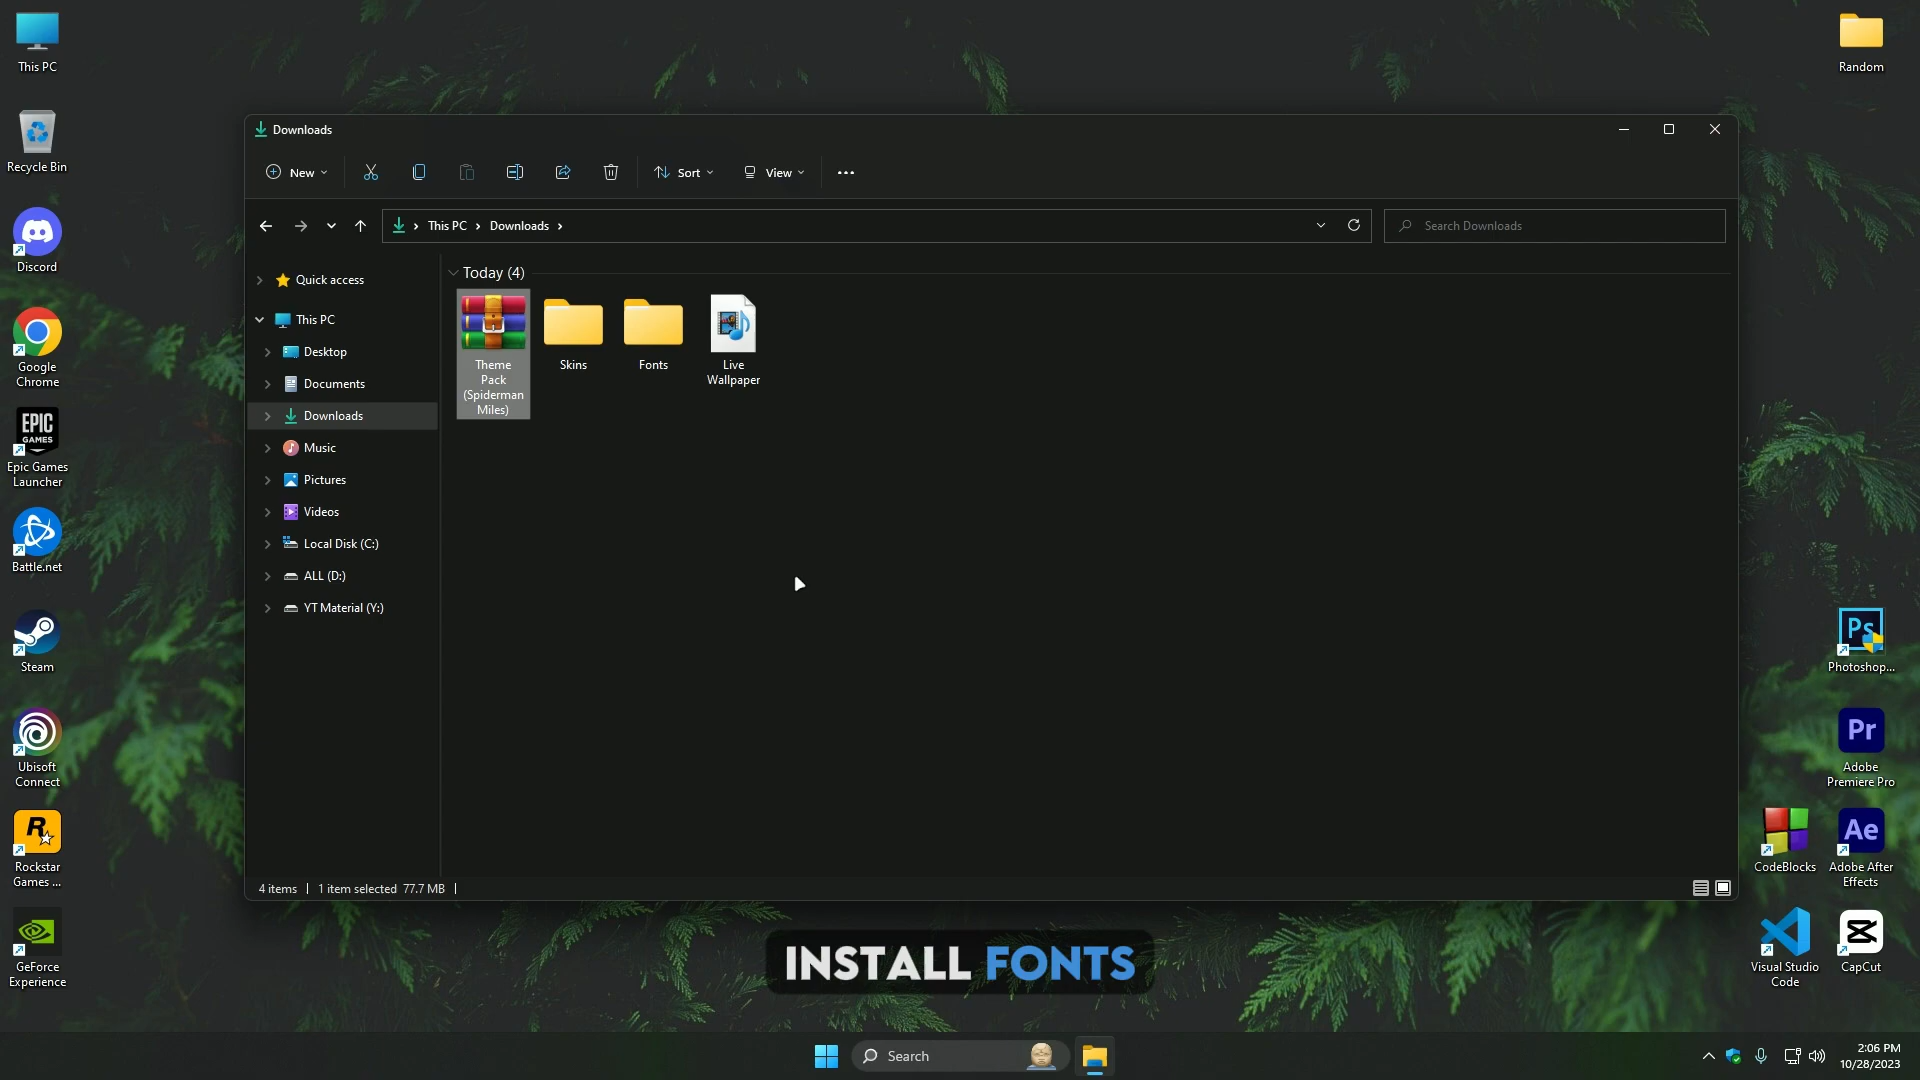 This PC
Random
Recycle Bin
Discord
Google
Chrome
EPIC
GAMES
Epic Games
Launcher
Battle.net
Steam
Ubisoft
Connect
R
Rockstar
Games ...
GeForce
Experience
Downloads
New
Sort
View
This PC
Downloads
Search Downloads
Quick access
This PC
Desktop
Documents
Downloads
Music
Pictures
Videos
Local Disk (C:)
ALL (D:)
YT Material (Y:)
Today (4)
Theme
Pack
(Spiderman
Miles)
Skins
Fonts
Live
Wallpaper
4 items
1 item selected 77.7 MB
Ps
Photoshop...
Pr
Adobe
Premiere Pro
CodeBlocks
Ae
Adobe After
Effects
Visual Studio
Code
CapCut
INSTALL FONTS
Search
2:06 PM
10/28/2023